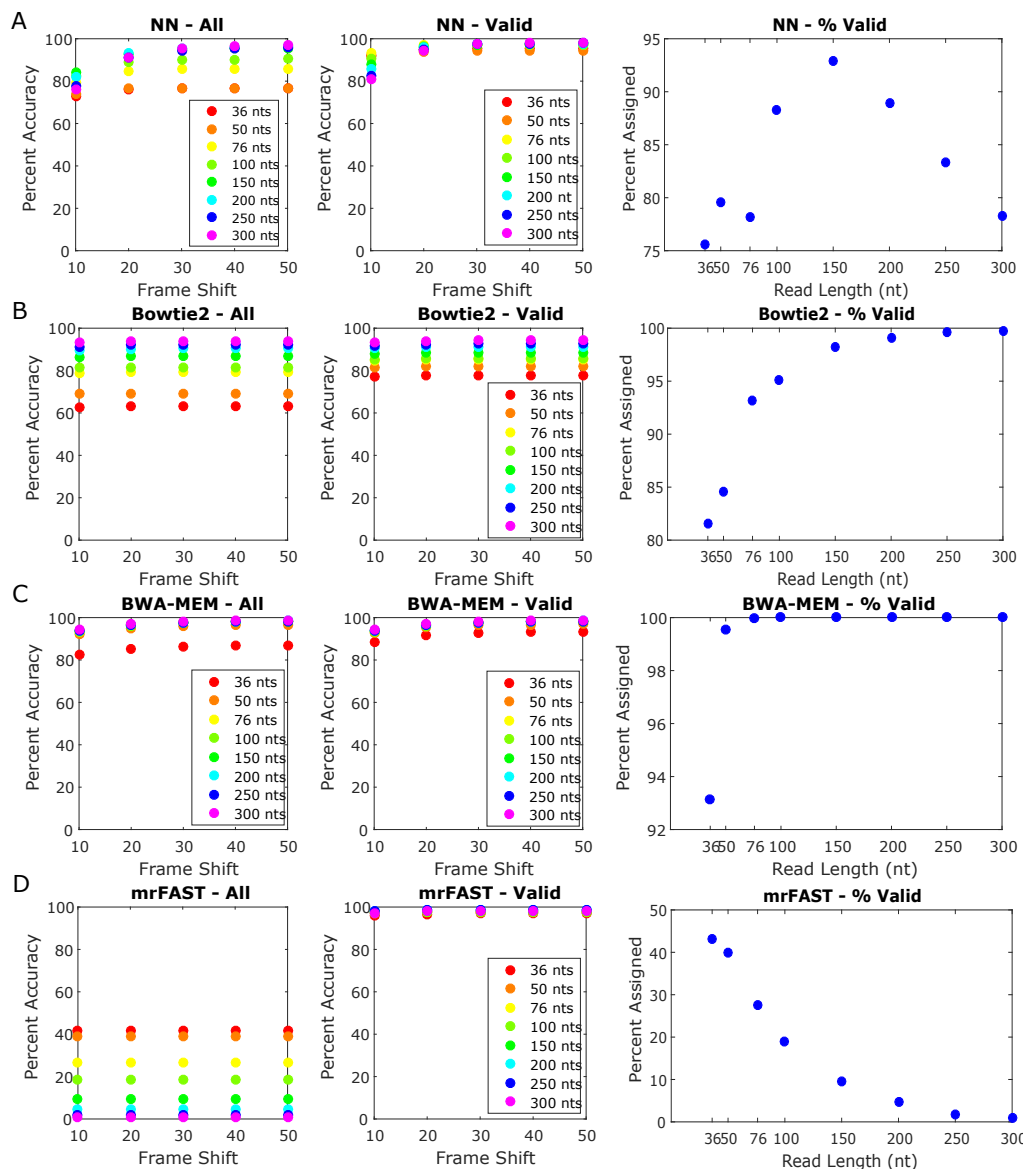 A
NN - All
NN - Valid
NN - % Valid
Percent Accuracy
100
80
60
40
20
0
10 20 30 40 50
Frame Shift
36 nts
50 nts
76 nts
100 nts
150 nts
200 nts
250 nts
300 nts
Percent Accuracy
100
80
60
40
20
0
10 20 30 40 50
Frame Shift
36 nts
50 nts
76 nts
100 nts
150 nts
200 nt
250 nts
300 nts
Percent Assigned
95
90
85
80
75
3650 76 100 150 200 250 300
Read Length (nt)
B
Bowtie2 - All
Bowtie2 - Valid
Bowtie2 - % Valid
Percent Accuracy
100
80
60
40
20
0
10 20 30 40 50
Frame Shift
Percent Accuracy
100
80
60
40
20
0
10 20 30 40 50
Frame Shift
36 nts
50 nts
76 nts
100 nts
150 nts
200 nts
250 nts
300 nts
Percent Assigned
100
95
90
85
80
3650 76 100 150 200 250 300
Read Length (nt)
C
BWA-MEM - All
BWA-MEM - Valid
BWA-MEM - % Valid
Percent Accuracy
100
80
60
40
20
0
10 20 30 40 50
Frame Shift
36 nts
50 nts
76 nts
100 nts
150 nts
200 nts
250 nts
300 nts
Percent Accuracy
100
80
60
40
20
0
10 20 30 40 50
Frame Shift
36 nts
50 nts
76 nts
100 nts
150 nts
200 nts
250 nts
300 nts
Percent Assigned
100
98
96
94
92
3650 76 100 150 200 250 300
Read Length (nt)
D
mrFAST - All
mrFAST - Valid
mrFAST - % Valid
Percent Accuracy
100
80
60
40
20
0
10 20 30 40 50
Frame Shift
Percent Accuracy
100
80
60
40
20
0
10 20 30 40 50
Frame Shift
36 nts
50 nts
76 nts
100 nts
150 nts
200 nts
250 nts
300 nts
Percent Assigned
50
40
30
20
10
0
3650 76 100 150 200 250 300
Read Length (nt)